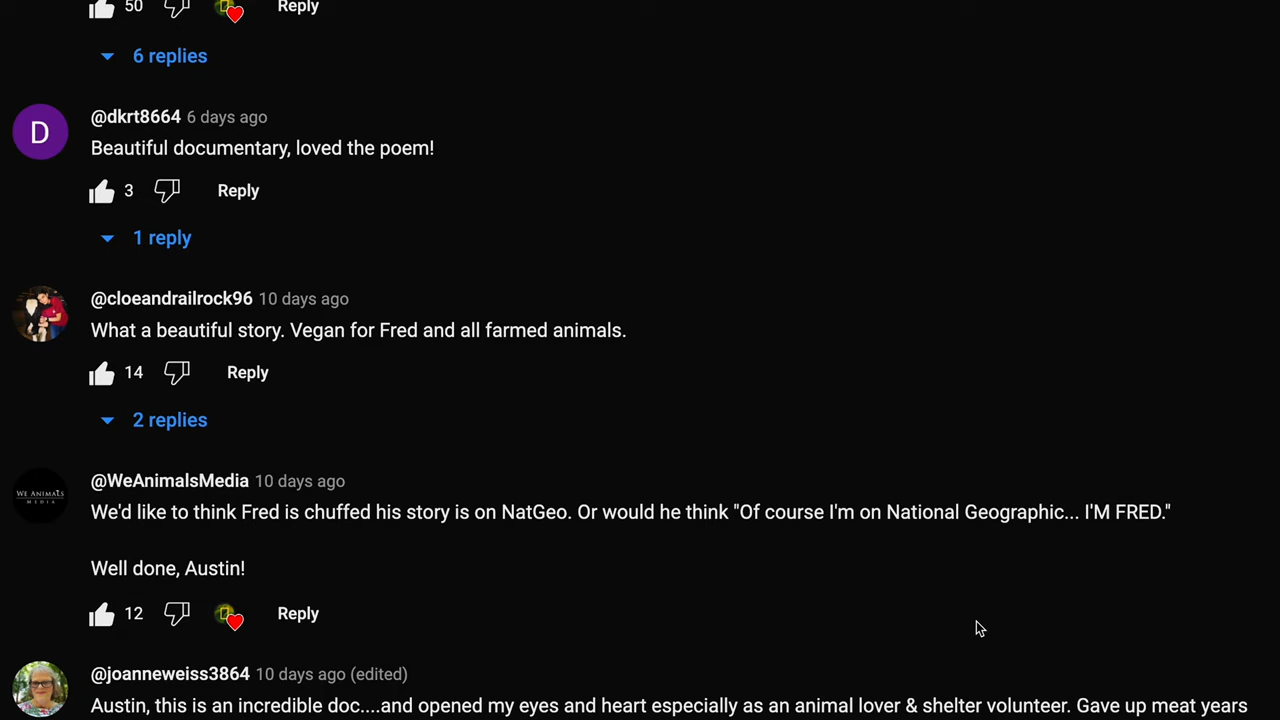 50 Reply
6 replies
D
@dkrt8664 6 days ago
Beautiful documentary, loved the poem!
3 Reply
1 reply
@cloeandrailrock96 10 days ago
What a beautiful story. Vegan for Fred and all farmed animals.
14 Reply
2 replies
WE ANIMALS
MEDIA
@WeAnimalsMedia 10 days ago
We'd like to think Fred is chuffed his story is on NatGeo. Or would he think "Of course I'm on National Geographic... I'M FRED."
Well done, Austin!
12 Reply
@joanneweiss3864 10 days ago (edited)
Austin, this is an incredible doc....and opened my eyes and heart especially as an animal lover & shelter volunteer. Gave up meat years